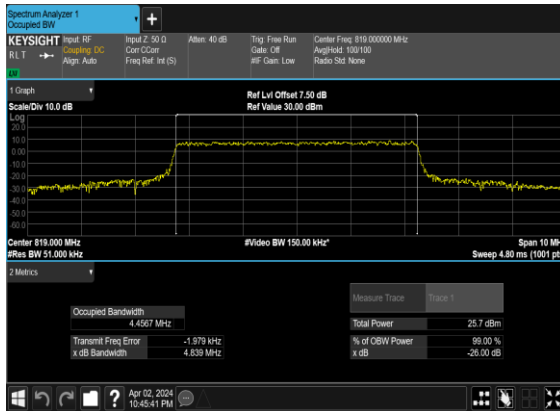 Spectrum Analyzer 1
Occupied BW
+
KEYSIGHT
RLT
LXI
Input: RF
Coupling: DC
Align: Auto
Input Z: 50 Ω
Corr CCorr
Freq Ref: Int (S)
Atten: 40 dB
Trig: Free Run
Gate: Off
#IF Gain: Low
Center Freq: 819.000000 MHz
Avg|Hold: 100/100
Radio Std: None
1 Graph
Scale/Div 10.0 dB
Ref Lvl Offset 7.50 dB
Ref Value 30.00 dBm
Log
20.0
10.0
0.00
-10.0
-20.0
-30.0
-40.0
-50.0
-60.0
Center 819.000 MHz
#Res BW 51.000 kHz
#Video BW 150.00 kHz*
Span 10 MH
Sweep 4.80 ms (1001 pt
2 Metrics
Measure Trace Trace 1
Occupied Bandwidth
4.4567 MHz
Total Power 25.7 dBm
Transmit Freq Error -1.979 kHz
% of OBW Power 99.00 %
x dB Bandwidth 4.839 MHz
x dB -26.00 dB
?
Apr 02, 2024
10:45:41 PM